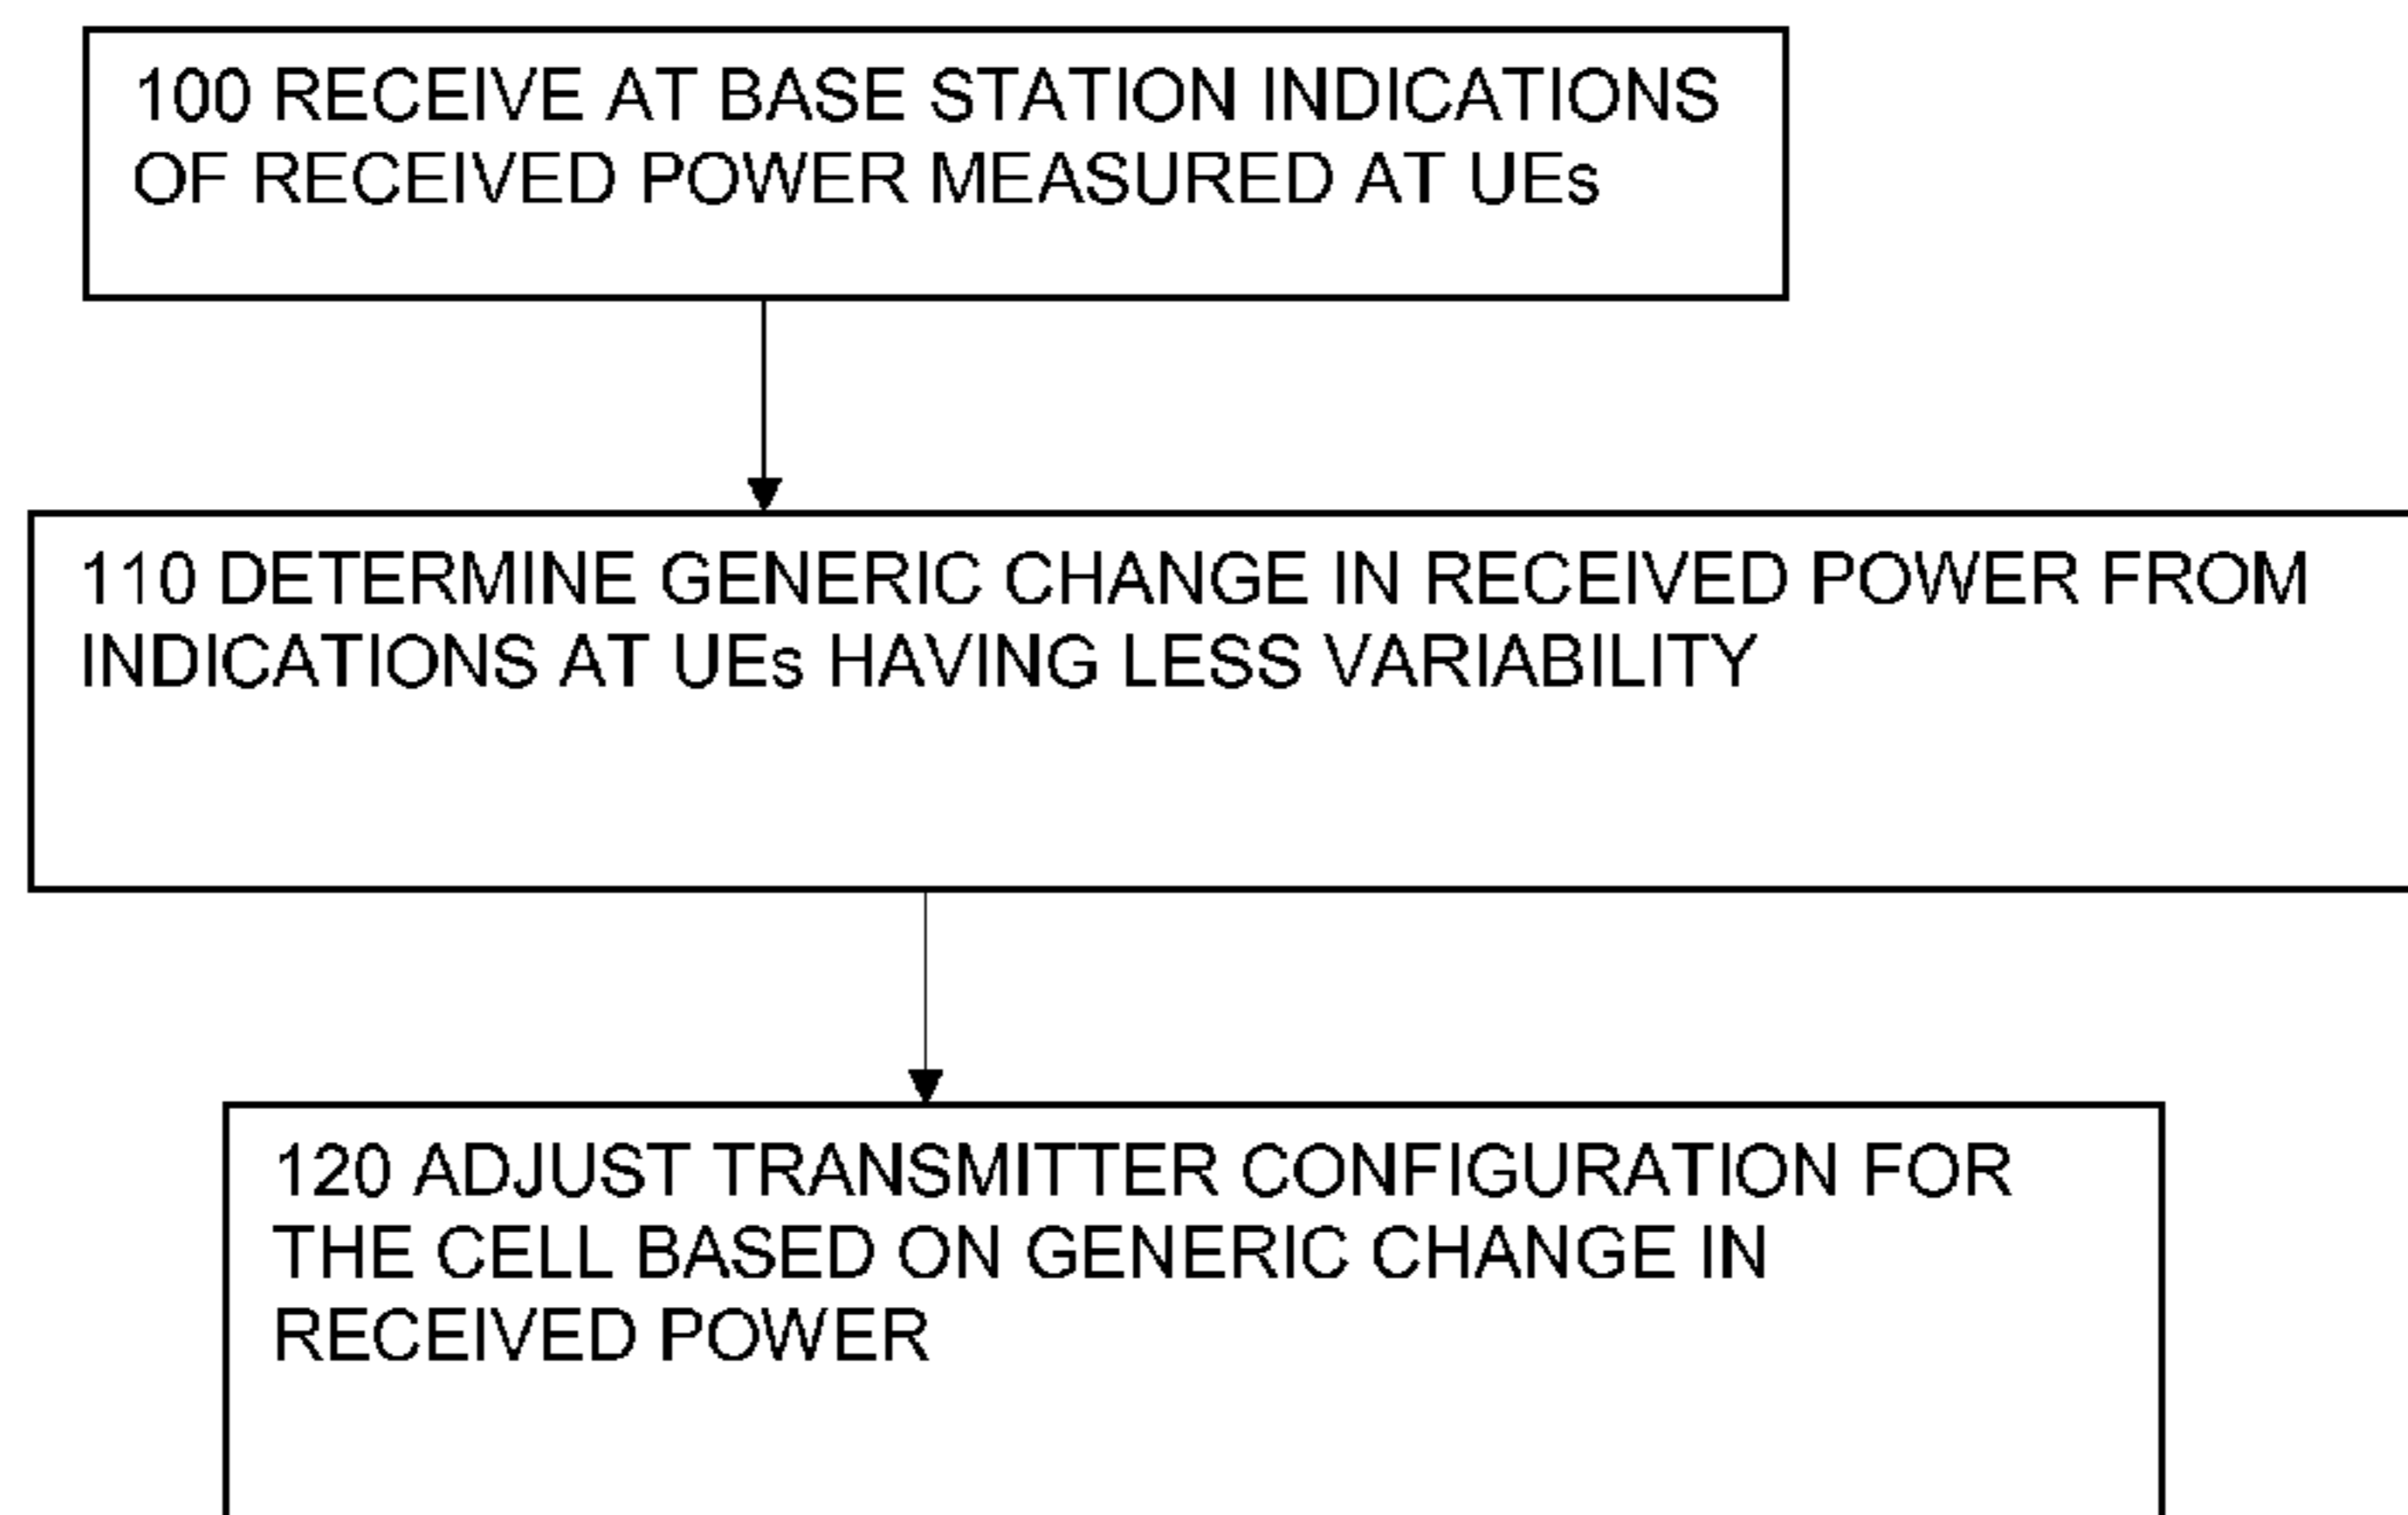 100 RECEIVE AT BASE STATION INDICATIONS
OF RECEIVED POWER MEASURED AT UEs
110 DETERMINE GENERIC CHANGE IN RECEIVED POWER FROM
INDICATIONS AT UEs HAVING LESS VARIABILITY
120 ADJUST TRANSMITTER CONFIGURATION FOR
THE CELL BASED ON GENERIC CHANGE IN
RECEIVED POWER